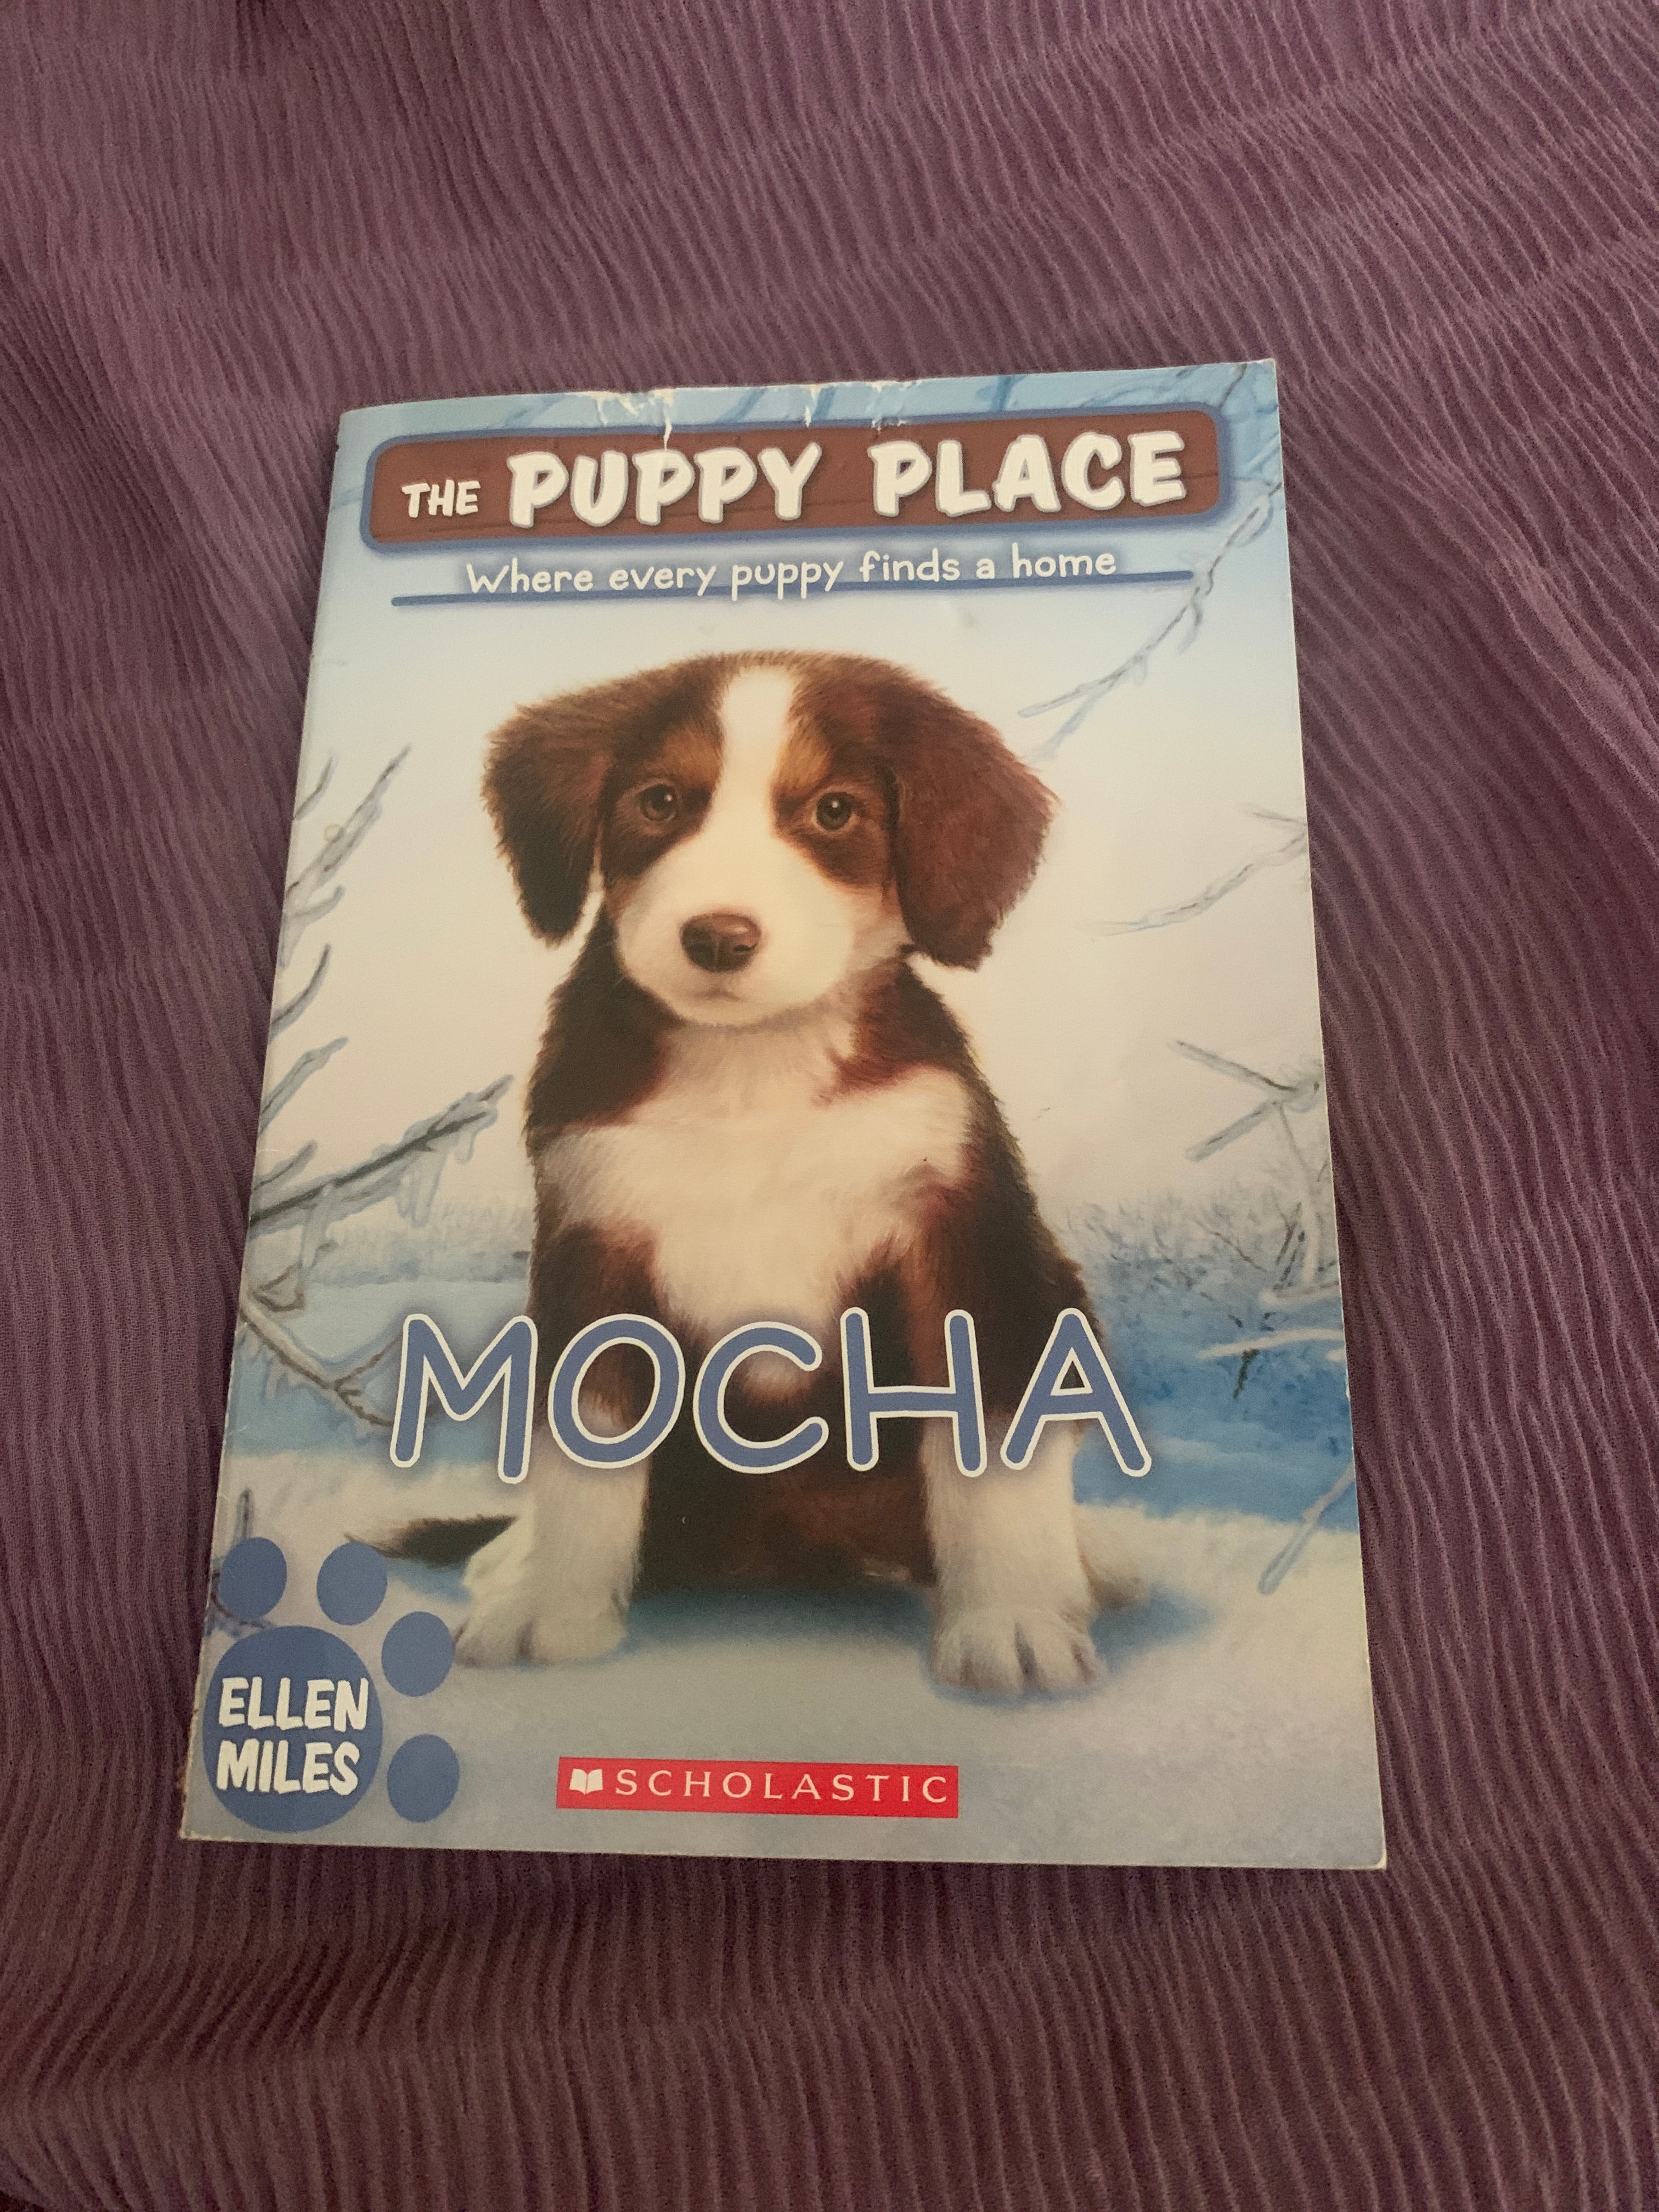 THE PUPPY PLACE
Where every puppy finds a home
MOCHA
ELLEN
MILES
SCHOLASTIC